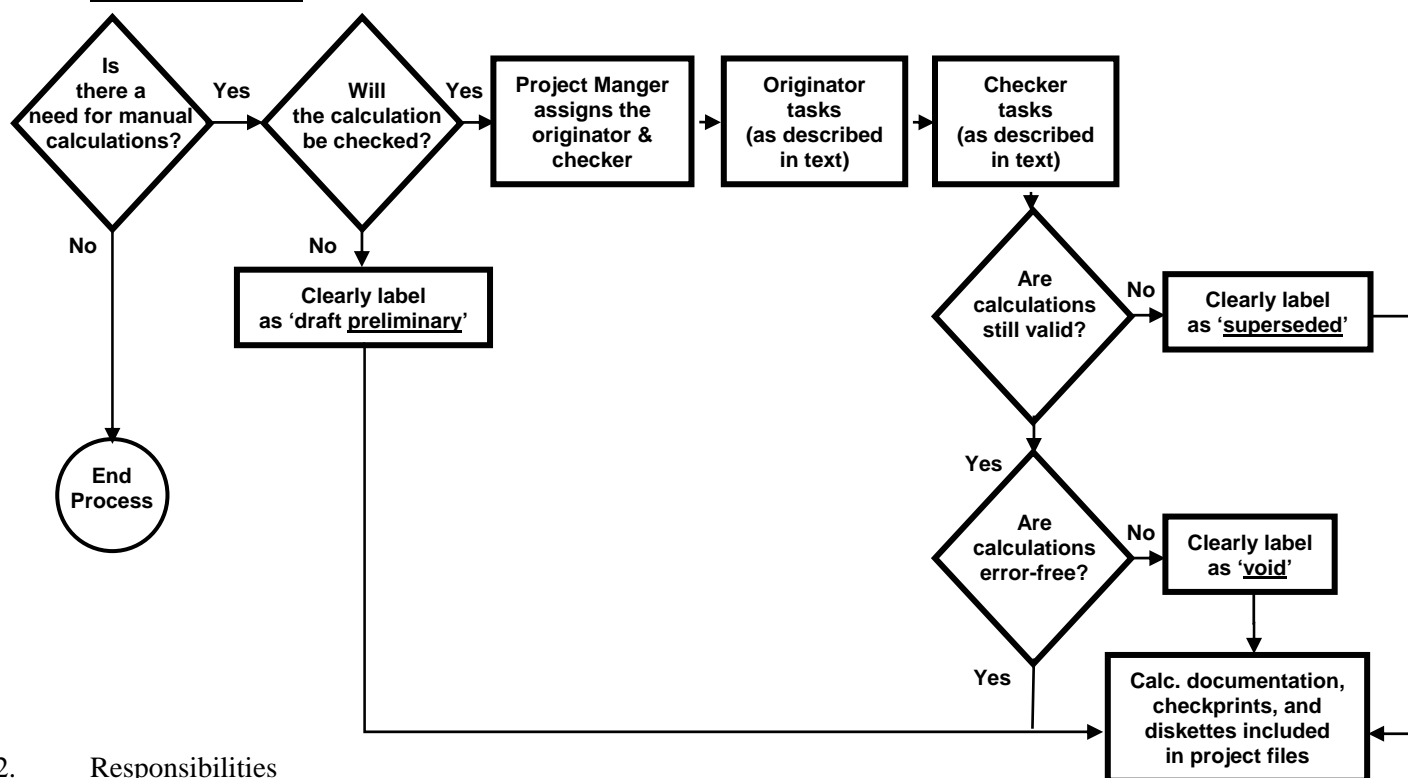 Is
there a
need for manual
calculations?
Yes
No
Will
the calculation
be checked?
Yes
No
Project Manger
assigns the
originator &
checker
Originator
tasks
(as described
in text)
Checker
tasks
(as described
in text)
Clearly label
as ‘draft preliminary’
Are
calculations
still valid?
No
Clearly label
as ‘superseded’
Yes
End
Process
Are
calculations
error-free?
No
Clearly label
as ‘void’
Yes
Calc. documentation,
checkprints, and
diskettes included
in project files
2. Responsibilities